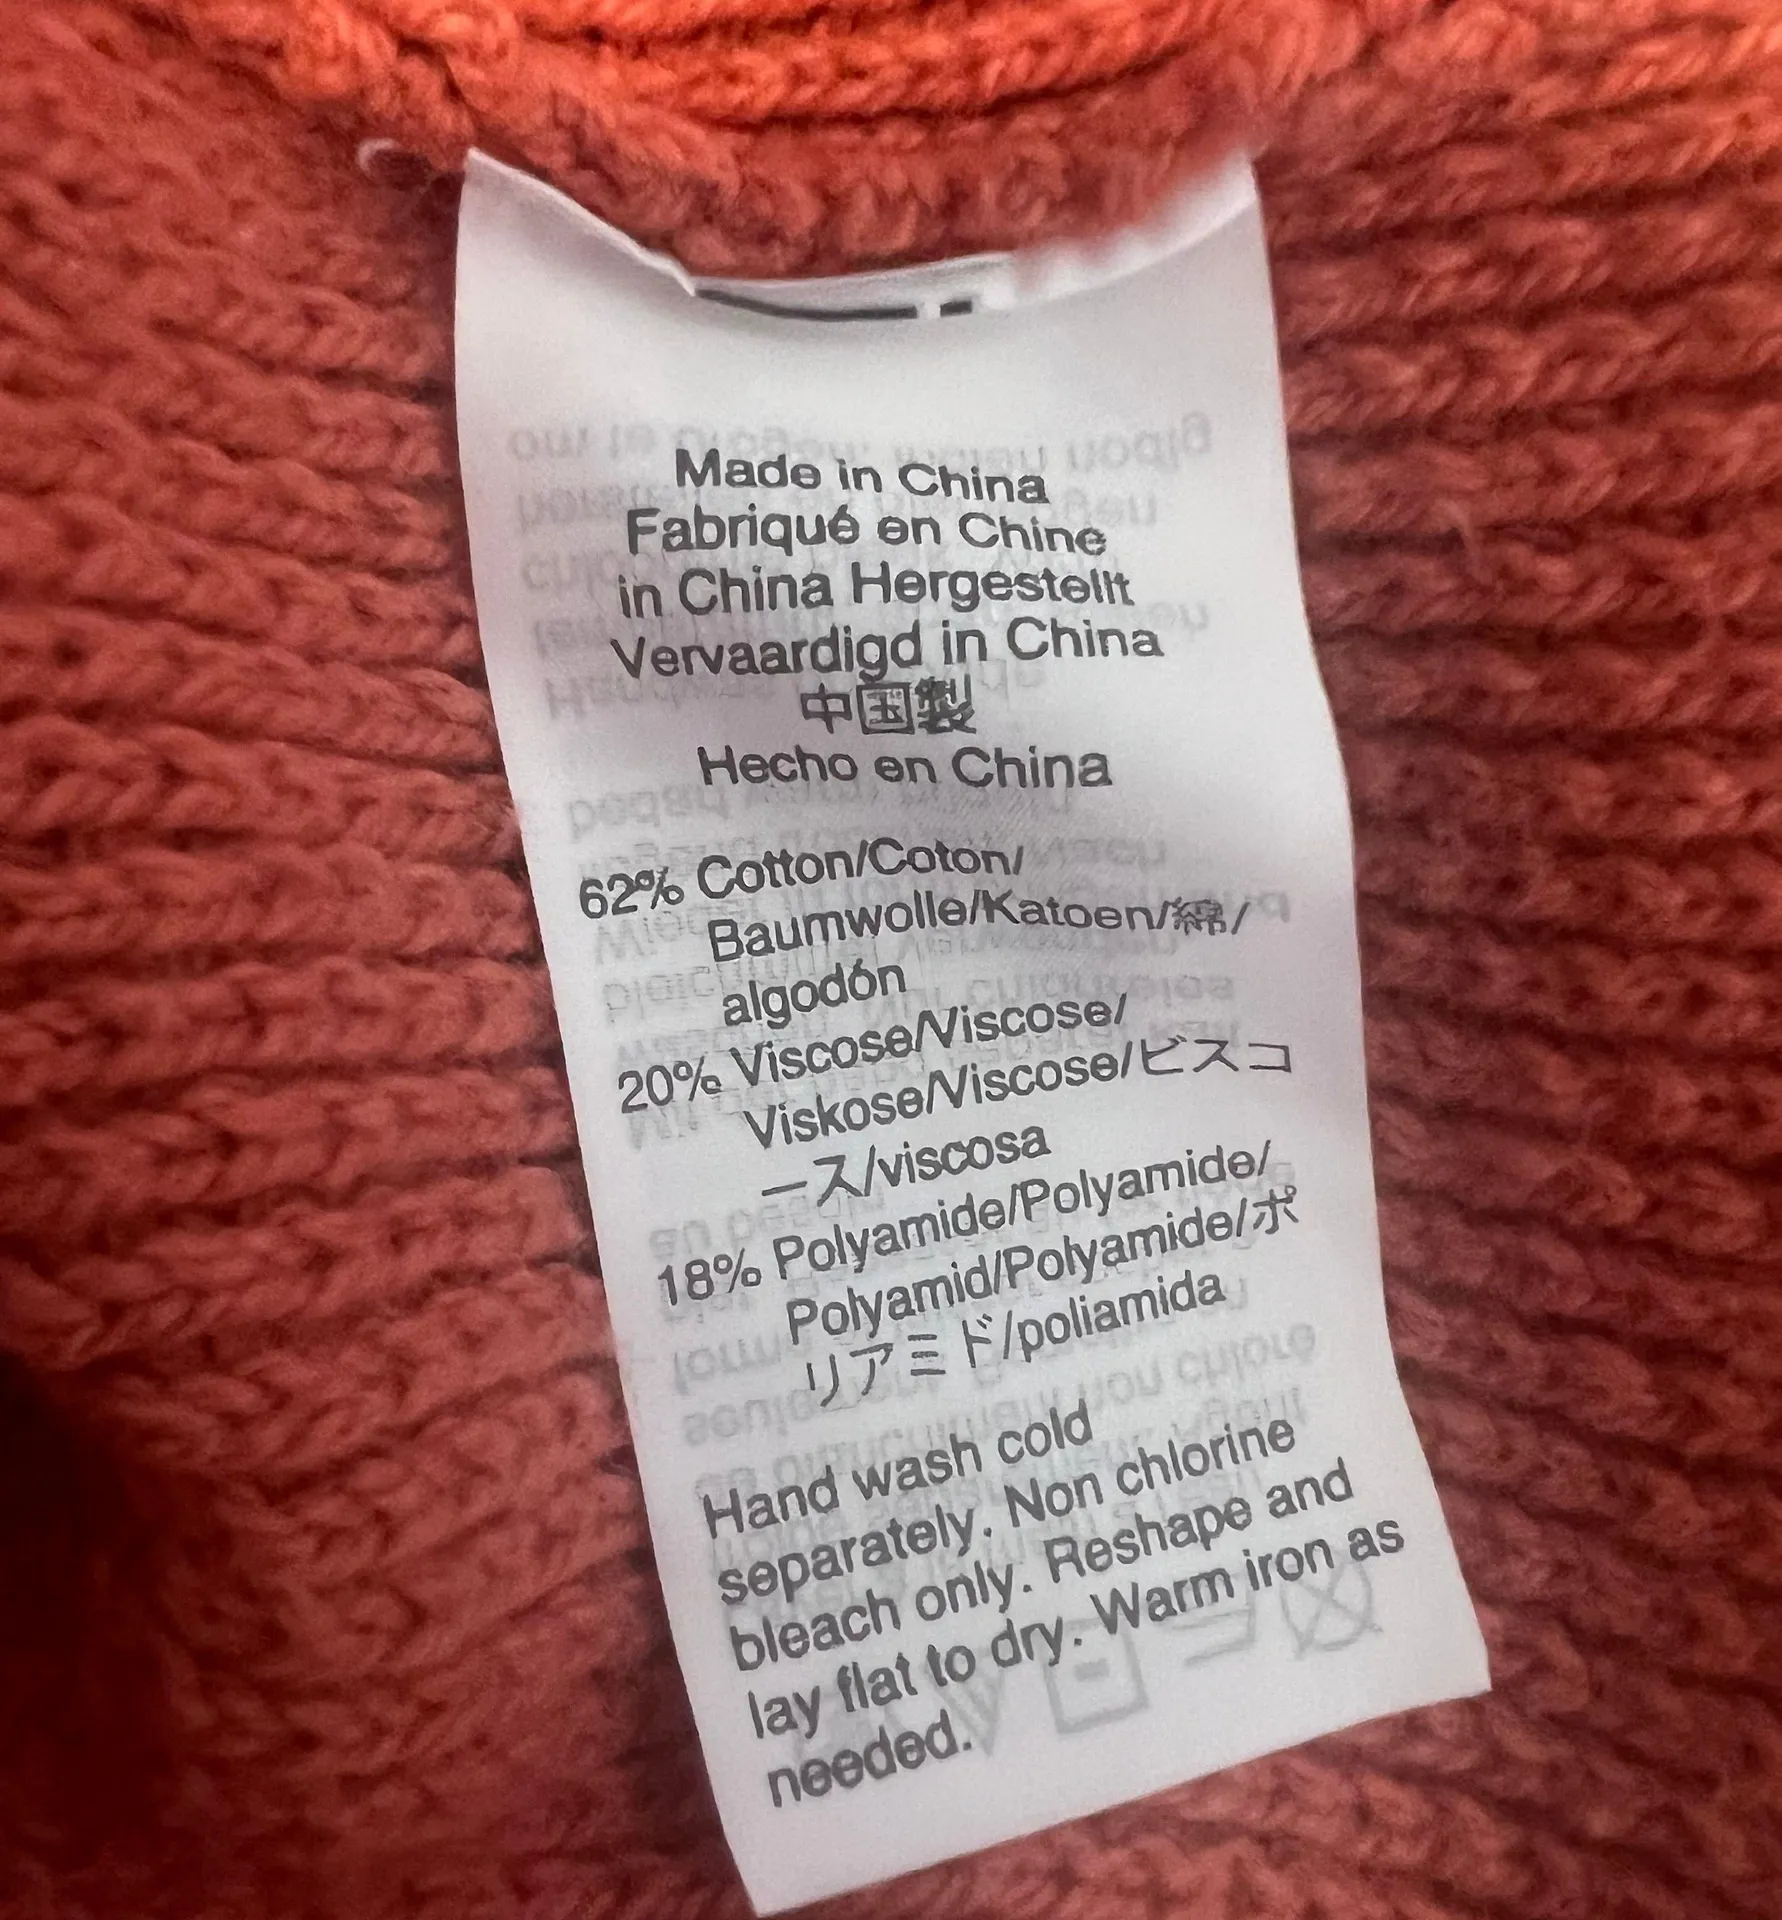 Made in China
Fabriqué en Chine
in China Hergestellt
Vervaardigd in China
中国製
Hecho en China
62% Cotton/Coton/
Baumwolle/Katoen/綿/
algodón
20% Viscose/Viscose/
Viskose/Viscose/ビスコ
ース/viscosa
18% Polyamide/Polyamide/
Polyamid/Polyamide/ポ
リアミド/poliamida
Hand wash cold
separately. Non chlorine
bleach only. Reshape and
lay flat to dry. Warm iron as
needed.